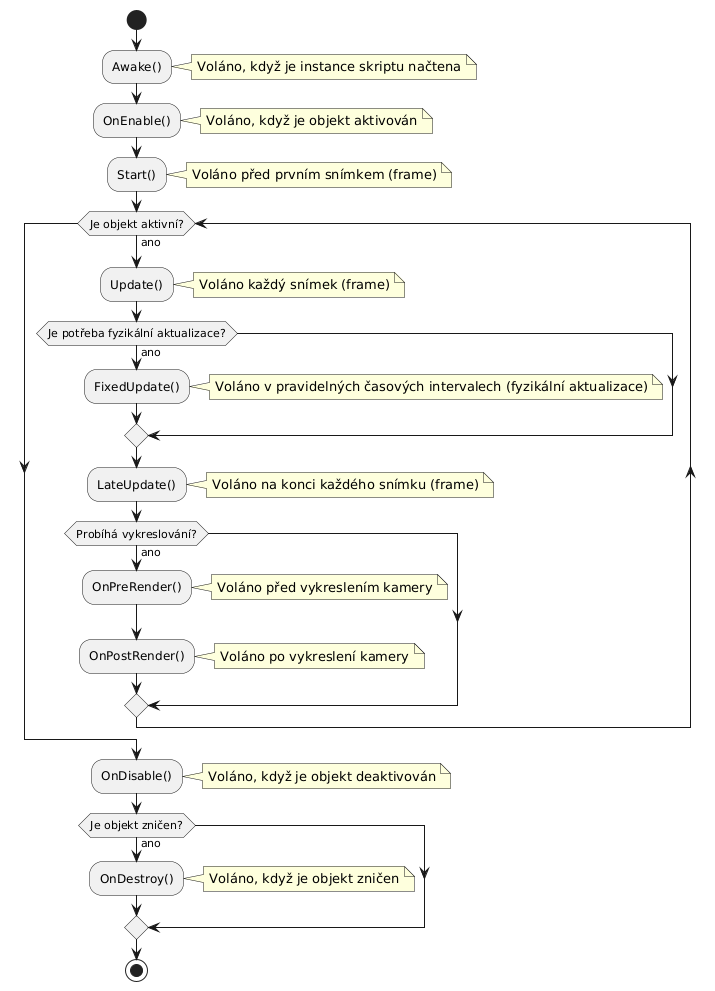 Awake()
Voláno, když je instance skriptu načtena
OnEnable()
Voláno, když je objekt aktivován
Start()
Voláno před prvním snímkem (frame)
Je objekt aktivní?
ano
Update()
Voláno každý snímek (frame)
Je potřeba fyzikální aktualizace?
ano
FixedUpdate()
Voláno v pravidelných časových intervalech (fyzikální aktualizace)
LateUpdate()
Voláno na konci každého snímku (frame)
Probíhá vykreslování?
ano
OnPreRender()
Voláno před vykreslením kamery
OnPostRender()
Voláno po vykreslení kamery
OnDisable()
Voláno, když je objekt deaktivován
Je objekt zničen?
ano
OnDestroy()
Voláno, když je objekt zničen